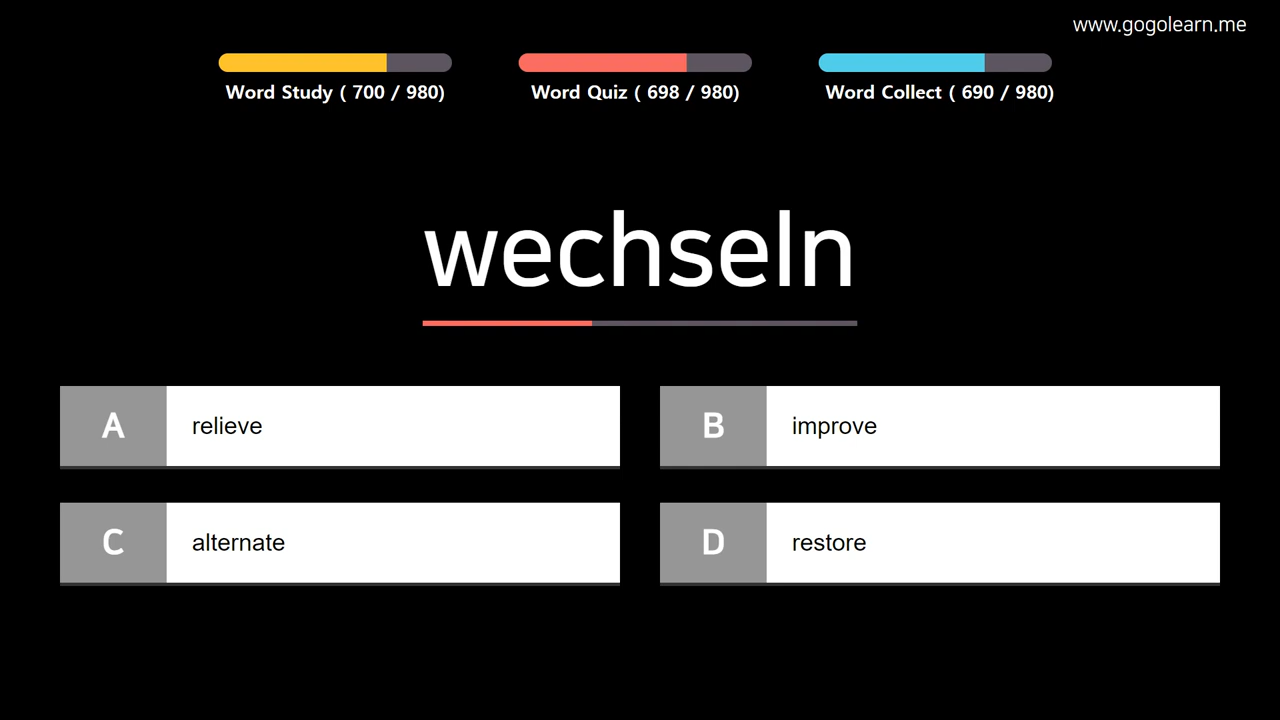 www.gogolearn.me
Word Study ( 700 / 980)
Word Quiz ( 698 / 980)
Word Collect ( 690 / 980)
wechseln
A relieve
B improve
C alternate
D restore